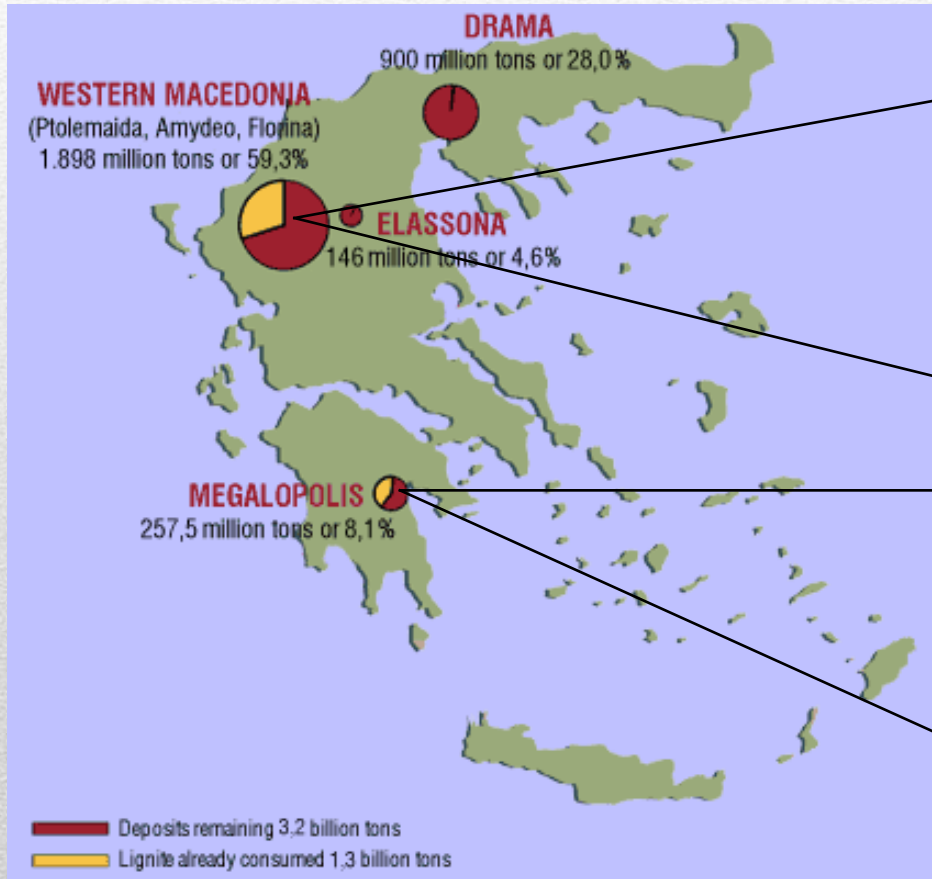 DRAMA
900 million tons or 28,0%
WESTERN MACEDONIA
(Ptolemaida, Amydeo, Florina)
1.898 million tons or 59,3%
ELASSONA
146 million tons or 4,6%
MEGALOPOLIS
257,5 million tons or 8,1%
Deposits remaining 3,2 billion tons
Lignite already consumed 1,3 billion tons